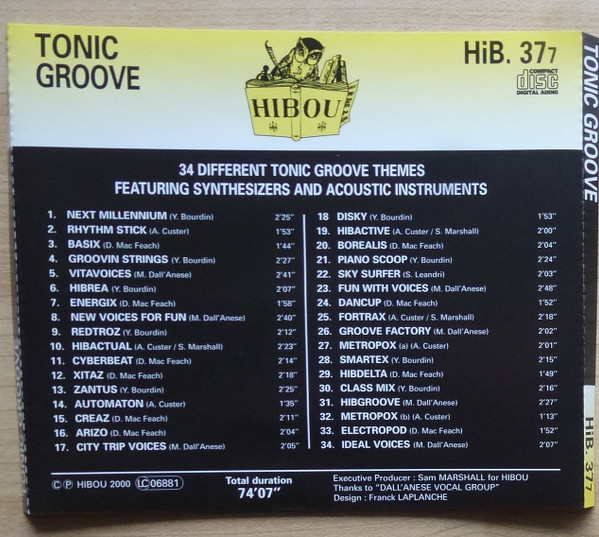 TONIC
GROOVE
HIBOU
HiB. 377
COMPACT
disc
DIGITAL AUDIO
34 DIFFERENT TONIC GROOVE THEMES
FEATURING SYNTHESIZERS AND ACOUSTIC INSTRUMENTS
1. NEXT MILLENNIUM (Y. Bourdin) 2'25"
2. RHYTHM STICK (A. Custer) 1'53"
3. BASIX (D. Mac Feach) 1'44"
4. GROOVIN STRINGS (Y. Bourdin) 2'27"
5. VITAVOICES (M. Dall'Anese) 2'41"
6. HIBREA (Y. Bourdin) 2'07"
7. ENERGIX (D. Mac Feach) 1'58"
8. NEW VOICES FOR FUN (M. Dall'Anese) 2'40"
9. REDTROZ (Y. Bourdin) 2'12"
10. HIBACTUAL (A. Custer / S. Marshall) 2'23"
11. CYBERBEAT (D. Mac Feach) 2'14"
12. XITAZ (D. Mac Feach) 2'18"
13. ZANTUS (Y. Bourdin) 2'25"
14. AUTOMATON (A. Custer) 1'35"
15. CREAZ (D. Mac Feach) 2'11"
16. ARIZO (D. Mac Feach) 2'04"
17. CITY TRIP VOICES (M. Dall'Anese) 2'05"
18 DISKY (Y. Bourdin) 1'53"
19. HIBACTIVE (A. Custer / S. Marshall) 2'00"
20. BOREALIS (D. Mac Feach) 2'04"
21. PIANO SCOOP (Y. Bourdin) 2'24"
22. SKY SURFER (S. Leandri) 2'03"
23. FUN WITH VOICES (M. Dall'Anese) 2'48"
24. DANCUP (D. Mac Feach) 1'52"
25. FORTRAX (A. Custer / S. Marshall) 2'18"
26. GROOVE FACTORY (M. Dall'Anese) 2'02"
27. METROPOX (a) (A. Custer) 2'01"
28. SMARTEX (Y. Bourdin) 2'15"
29. HIBDELTA (D. Mac Feach) 1'49"
30. CLASS MIX (Y. Bourdin) 2'16"
31. HIBGROOVE (M. Dall'Anese) 2'27"
32. METROPOX (b) (A. Custer) 1'13"
33. ELECTROPOD (D. Mac Feach) 1'52"
34. IDEAL VOICES (M. Dall'Anese) 2'07"
© ℗ HIBOU 2000 LC 06881
Total duration
74'07"
Executive Producer : Sam MARSHALL for HIBOU
Thanks to "DALL'ANESE VOCAL GROUP"
Design : Franck LAPLANCHE
TONIC GROOVE
HiB. 377